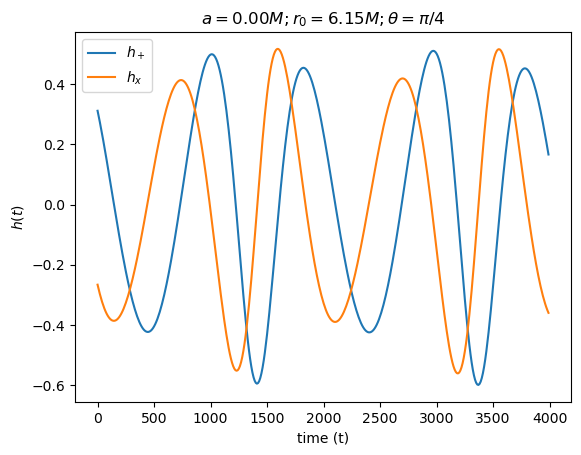 a = 0.00M; r₀ = 6.15M; θ = π/4
h₊
hₓ
h(t)
0.4
0.2
0.0
−0.2
−0.4
−0.6
0 500 1000 1500 2000 2500 3000 3500 4000
time (t)